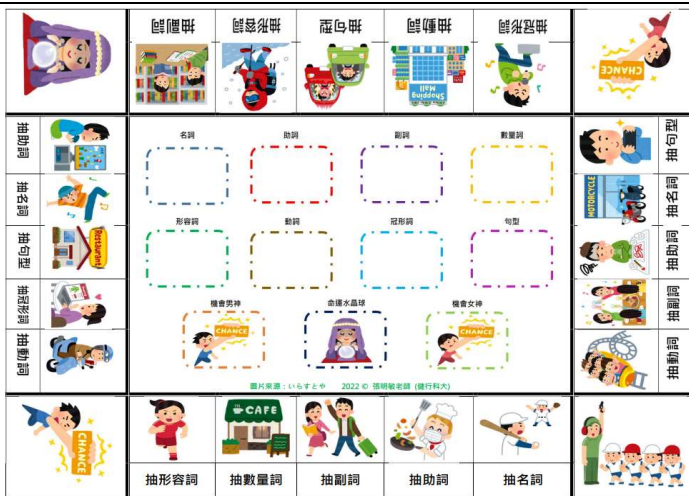 抽副詞
抽形容詞
抽句型
抽動詞
抽冠形詞
Shopping Mall
CHANCE
抽助詞
抽名詞
抽句型
Restaurant
抽冠形詞
抽動詞
名詞
助詞
副詞
數量詞
形容詞
動詞
冠形詞
句型
機會男神
命運水晶球
機會女神
CHANCE
CHANCE
圖片來源：いらすとや 2022 © 張明敏老師 (健行科大)
抽句型
MOTORCYCLE
抽名詞
抽助詞
抽副詞
抽動詞
CHANCE
CAFE
抽形容詞
抽數量詞
抽副詞
抽助詞
抽名詞